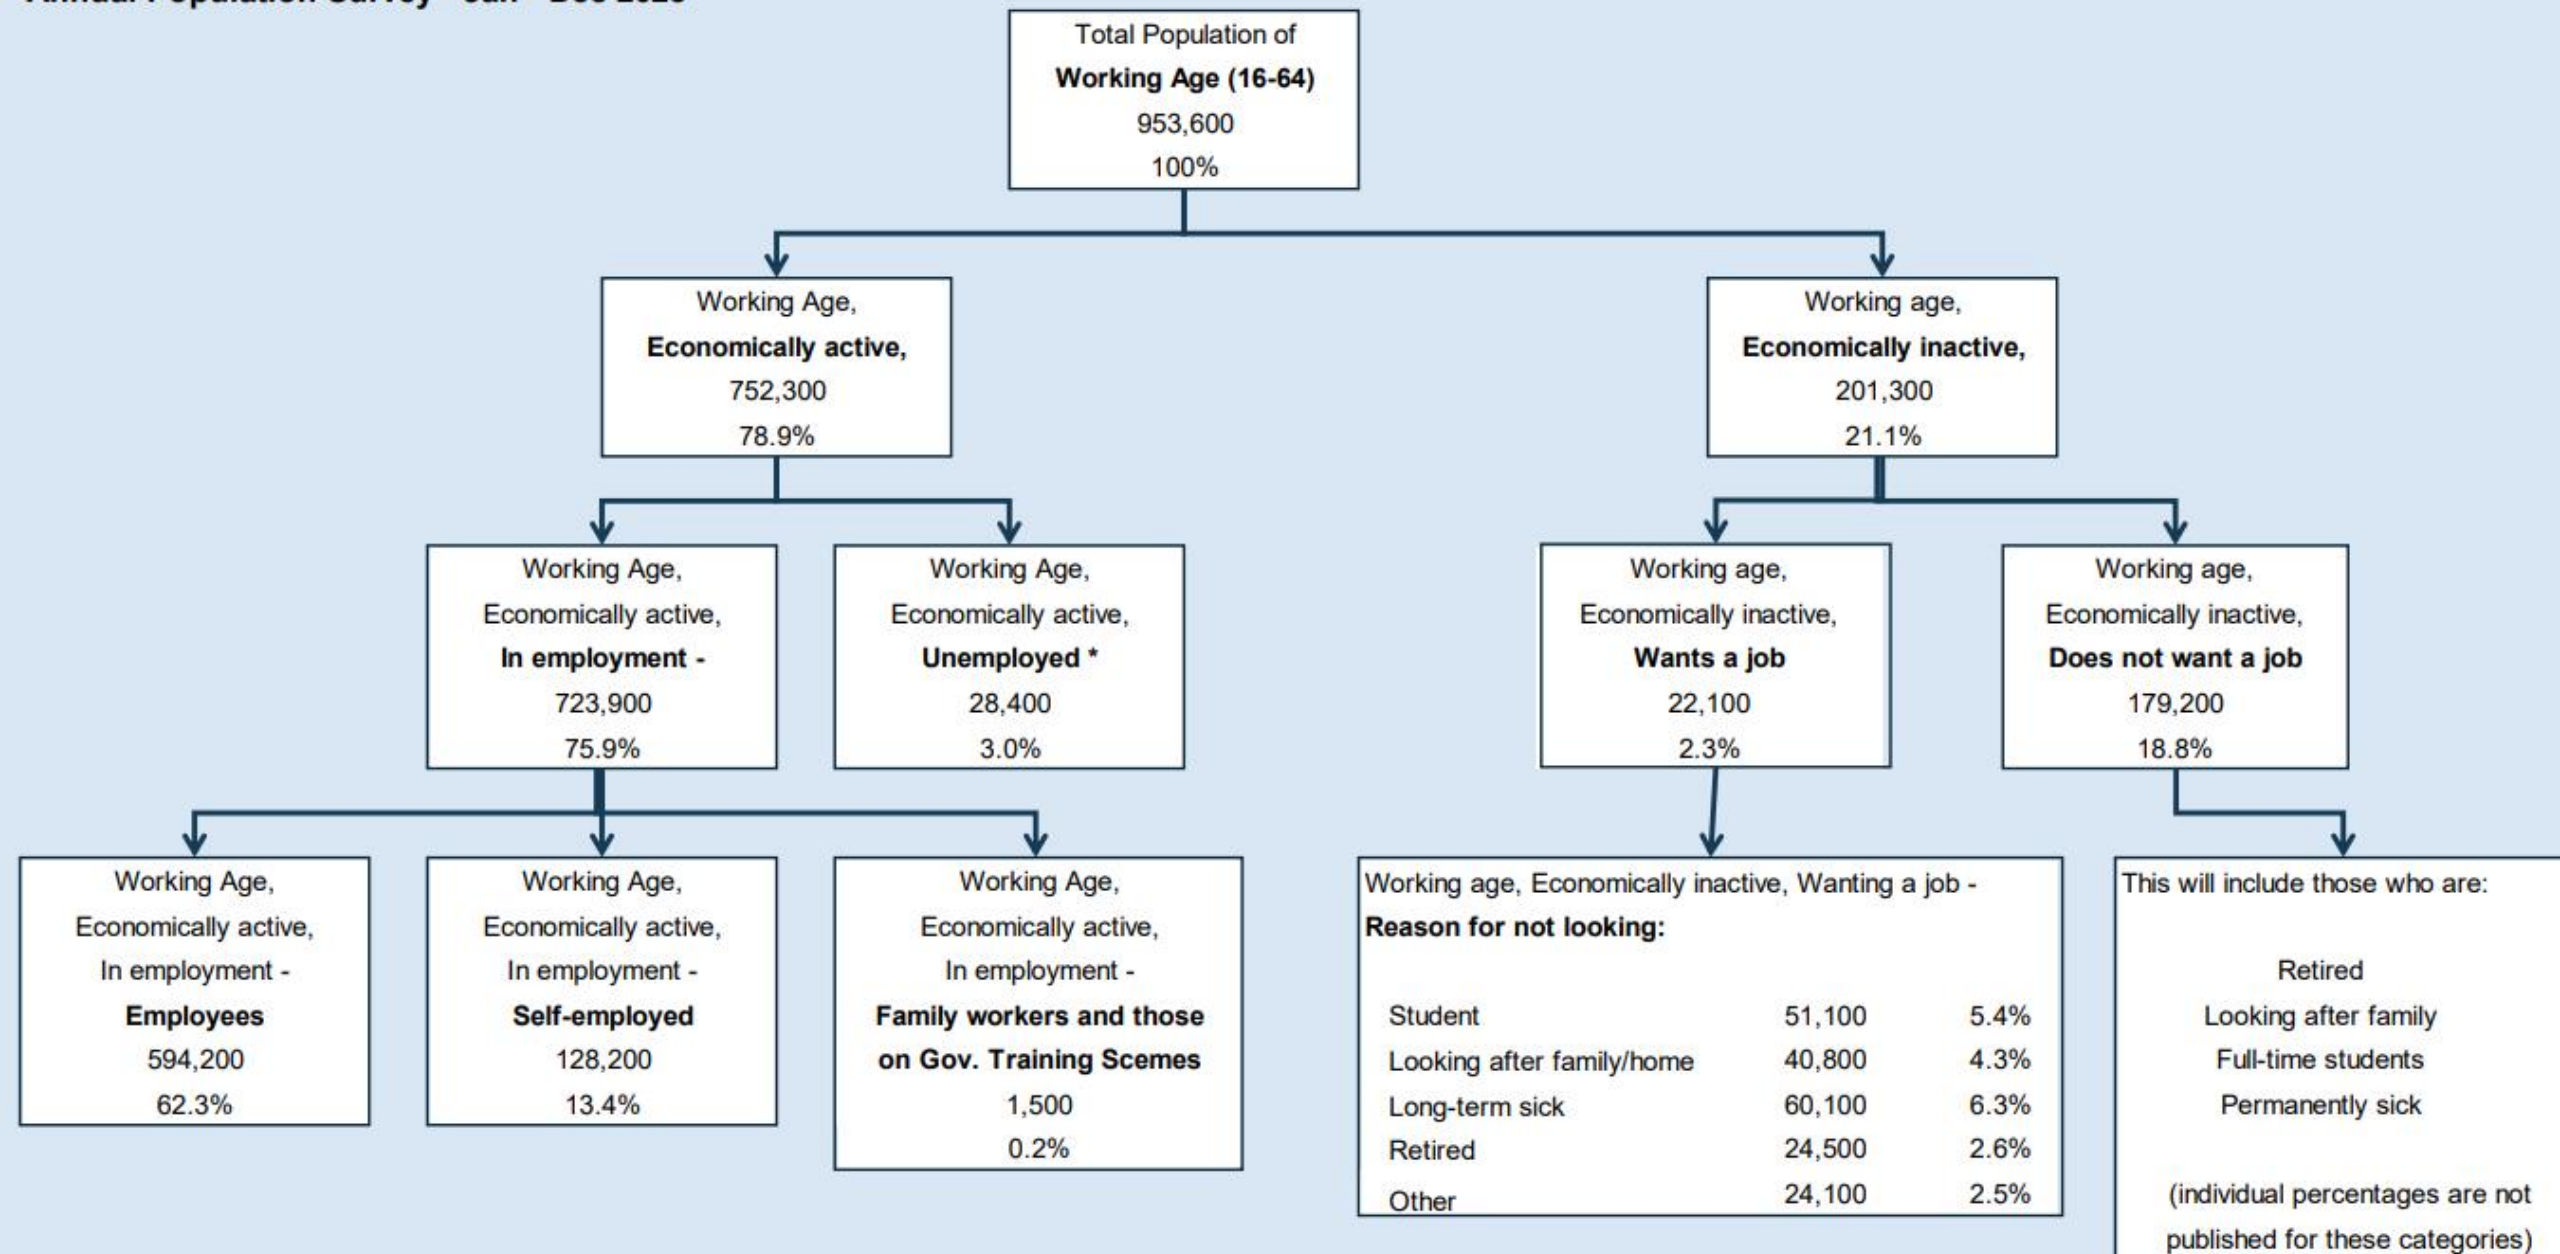 Annual Population Survey - Jan - Dec 2023
Total Population of
Working Age (16-64)
953,600
100%
Working Age,
Economically active,
752,300
78.9%
Working age,
Economically inactive,
201,300
21.1%
Working Age,
Economically active,
In employment -
723,900
75.9%
Working Age,
Economically active,
Unemployed *
28,400
3.0%
Working age,
Economically inactive,
Wants a job
22,100
2.3%
Working age,
Economically inactive,
Does not want a job
179,200
18.8%
Working Age,
Economically active,
In employment -
Employees
594,200
62.3%
Working Age,
Economically active,
In employment -
Self-employed
128,200
13.4%
Working Age,
Economically active,
In employment -
Family workers and those
on Gov. Training Scemes
1,500
0.2%
Working age, Economically inactive, Wanting a job -
Reason for not looking:
Student 51,100 5.4%
Looking after family/home 40,800 4.3%
Long-term sick 60,100 6.3%
Retired 24,500 2.6%
Other 24,100 2.5%
This will include those who are:
Retired
Looking after family
Full-time students
Permanently sick
(individual percentages are not
published for these categories)